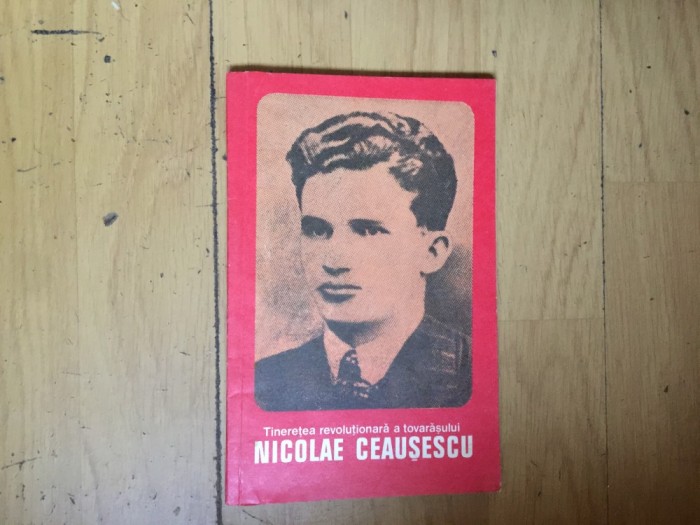 Tinerețea revoluționară a tovarășului
NICOLAE CEAUȘESCU